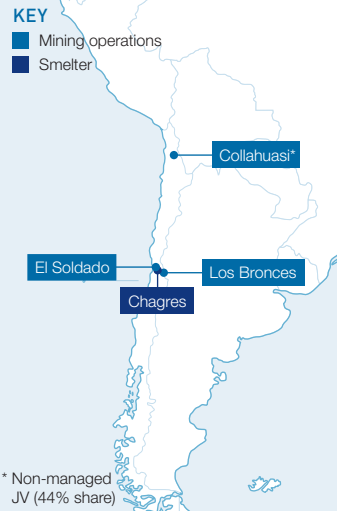 KEY
Mining operations
Smelter
Collahuasi*
El Soldado
Los Bronces
Chagres
* Non-managed
JV (44% share)